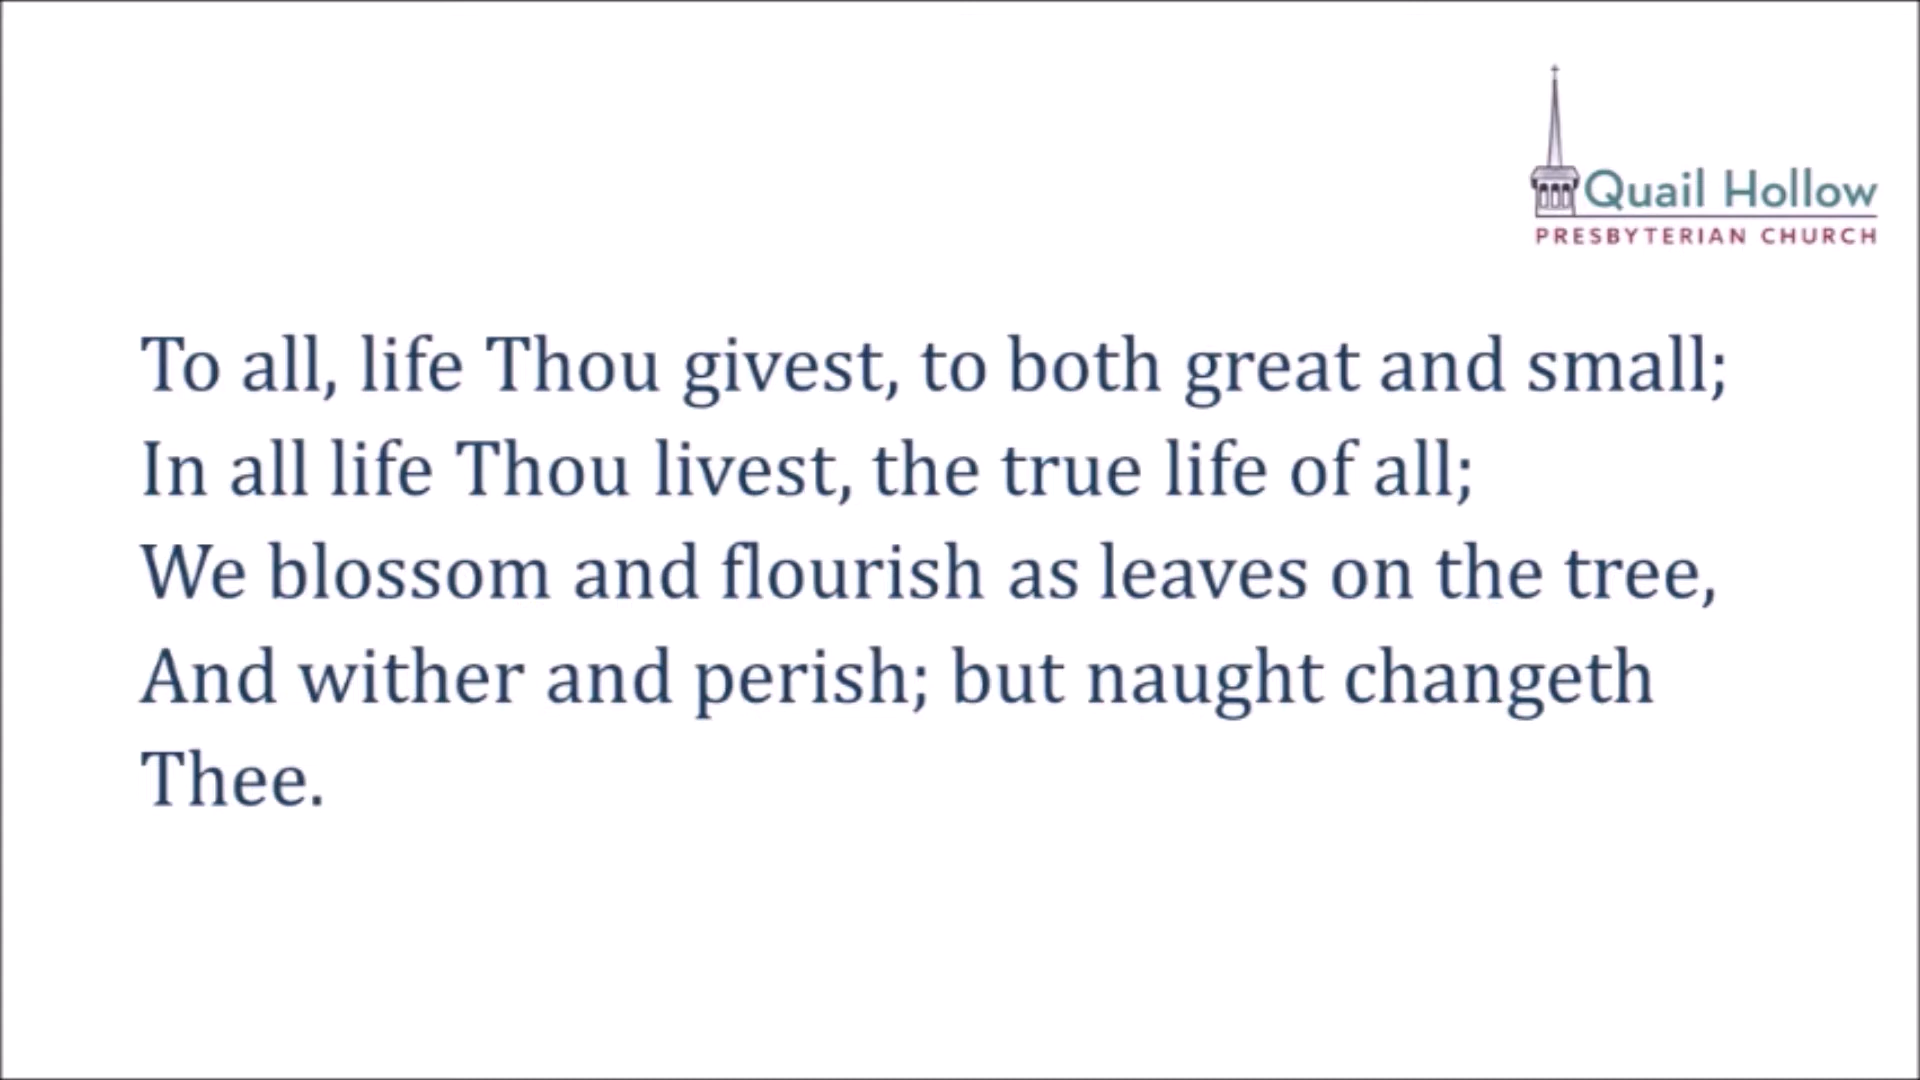 Quail Hollow
PRESBYTERIAN CHURCH
To all, life Thou givest, to both great and small;
In all life Thou livest, the true life of all;
We blossom and flourish as leaves on the tree,
And wither and perish; but naught changeth
Thee.